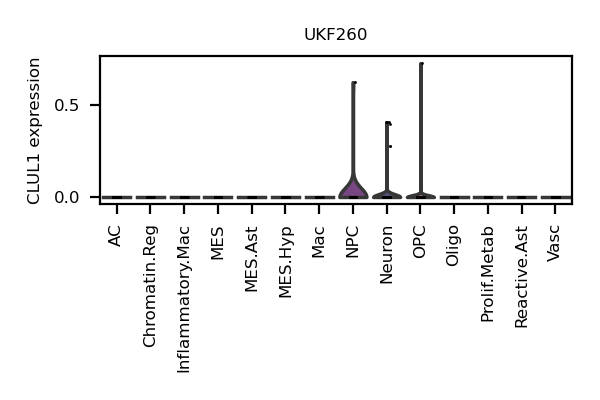 UKF260
CLUL1 expression
0.5
0.0
AC
Chromatin.Reg
Inflammatory.Mac
MES
MES.Ast
MES.Hyp
Mac
NPC
Neuron
OPC
Oligo
Prolif.Metab
Reactive.Ast
Vasc